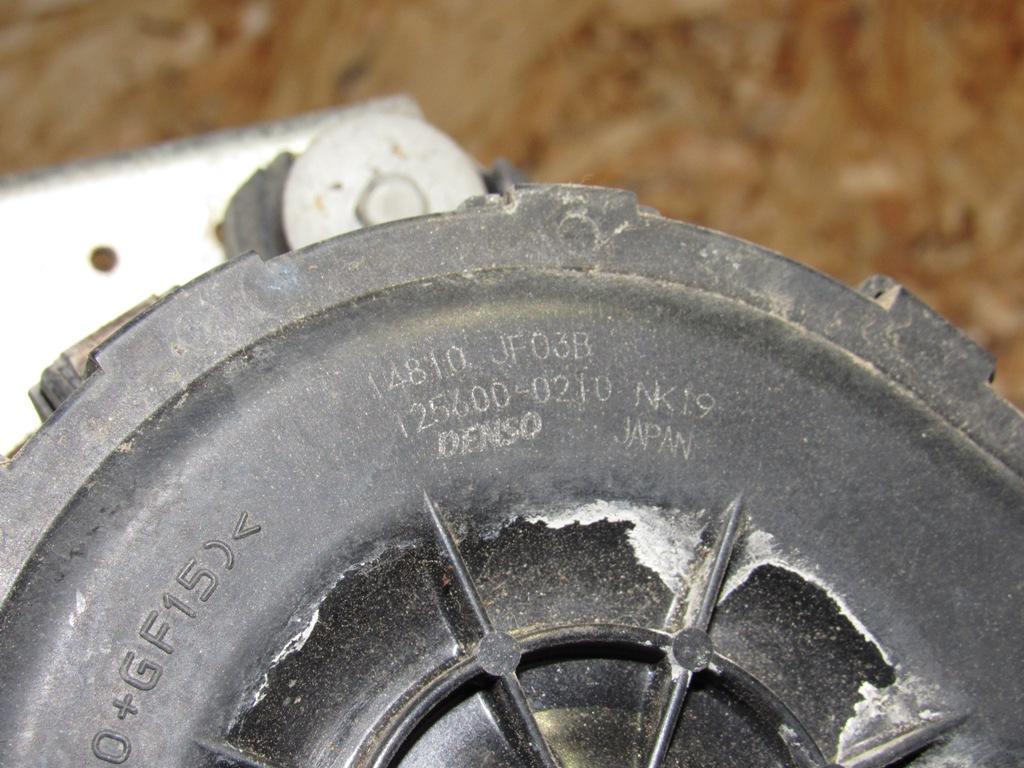 14810 JF03B
125600-0210 NK19
DENSO JAPAN
0+GF15)<